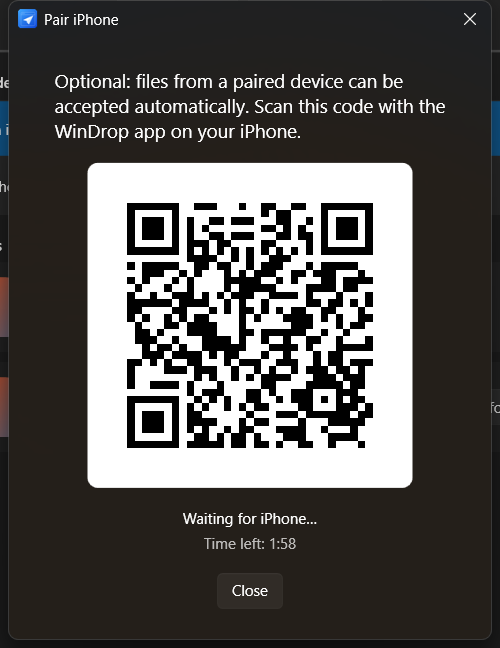 Pair iPhone
Optional: files from a paired device can be
accepted automatically. Scan this code with the
WinDrop app on your iPhone.
Waiting for iPhone...
Time left: 1:58
Close